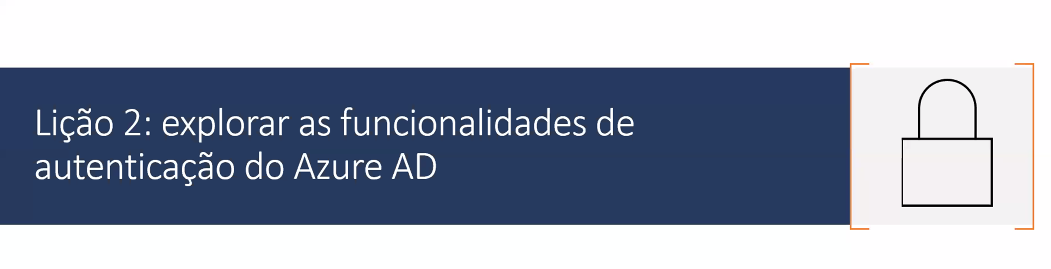 Lição 2: explorar as funcionalidades de
autenticação do Azure AD